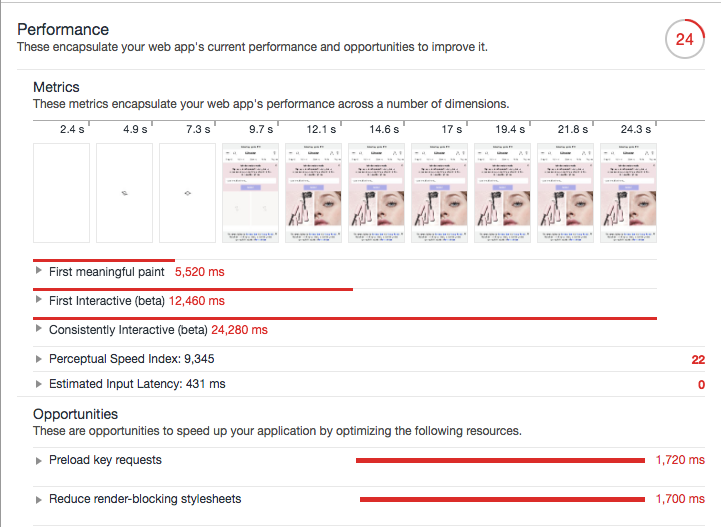 Performance
24
These encapsulate your web app's current performance and opportunities to improve it.
Metrics
These metrics encapsulate your web app's performance across a number of dimensions.
2.4 s 4.9 s 7.3 s 9.7 s 12.1 s 14.6 s 17 s 19.4 s 21.8 s 24.3 s
First meaningful paint 5,520 ms
First Interactive (beta) 12,460 ms
Consistently Interactive (beta) 24,280 ms
Perceptual Speed Index: 9,345 22
Estimated Input Latency: 431 ms 0
Opportunities
These are opportunities to speed up your application by optimizing the following resources.
Preload key requests 1,720 ms
Reduce render-blocking stylesheets 1,700 ms